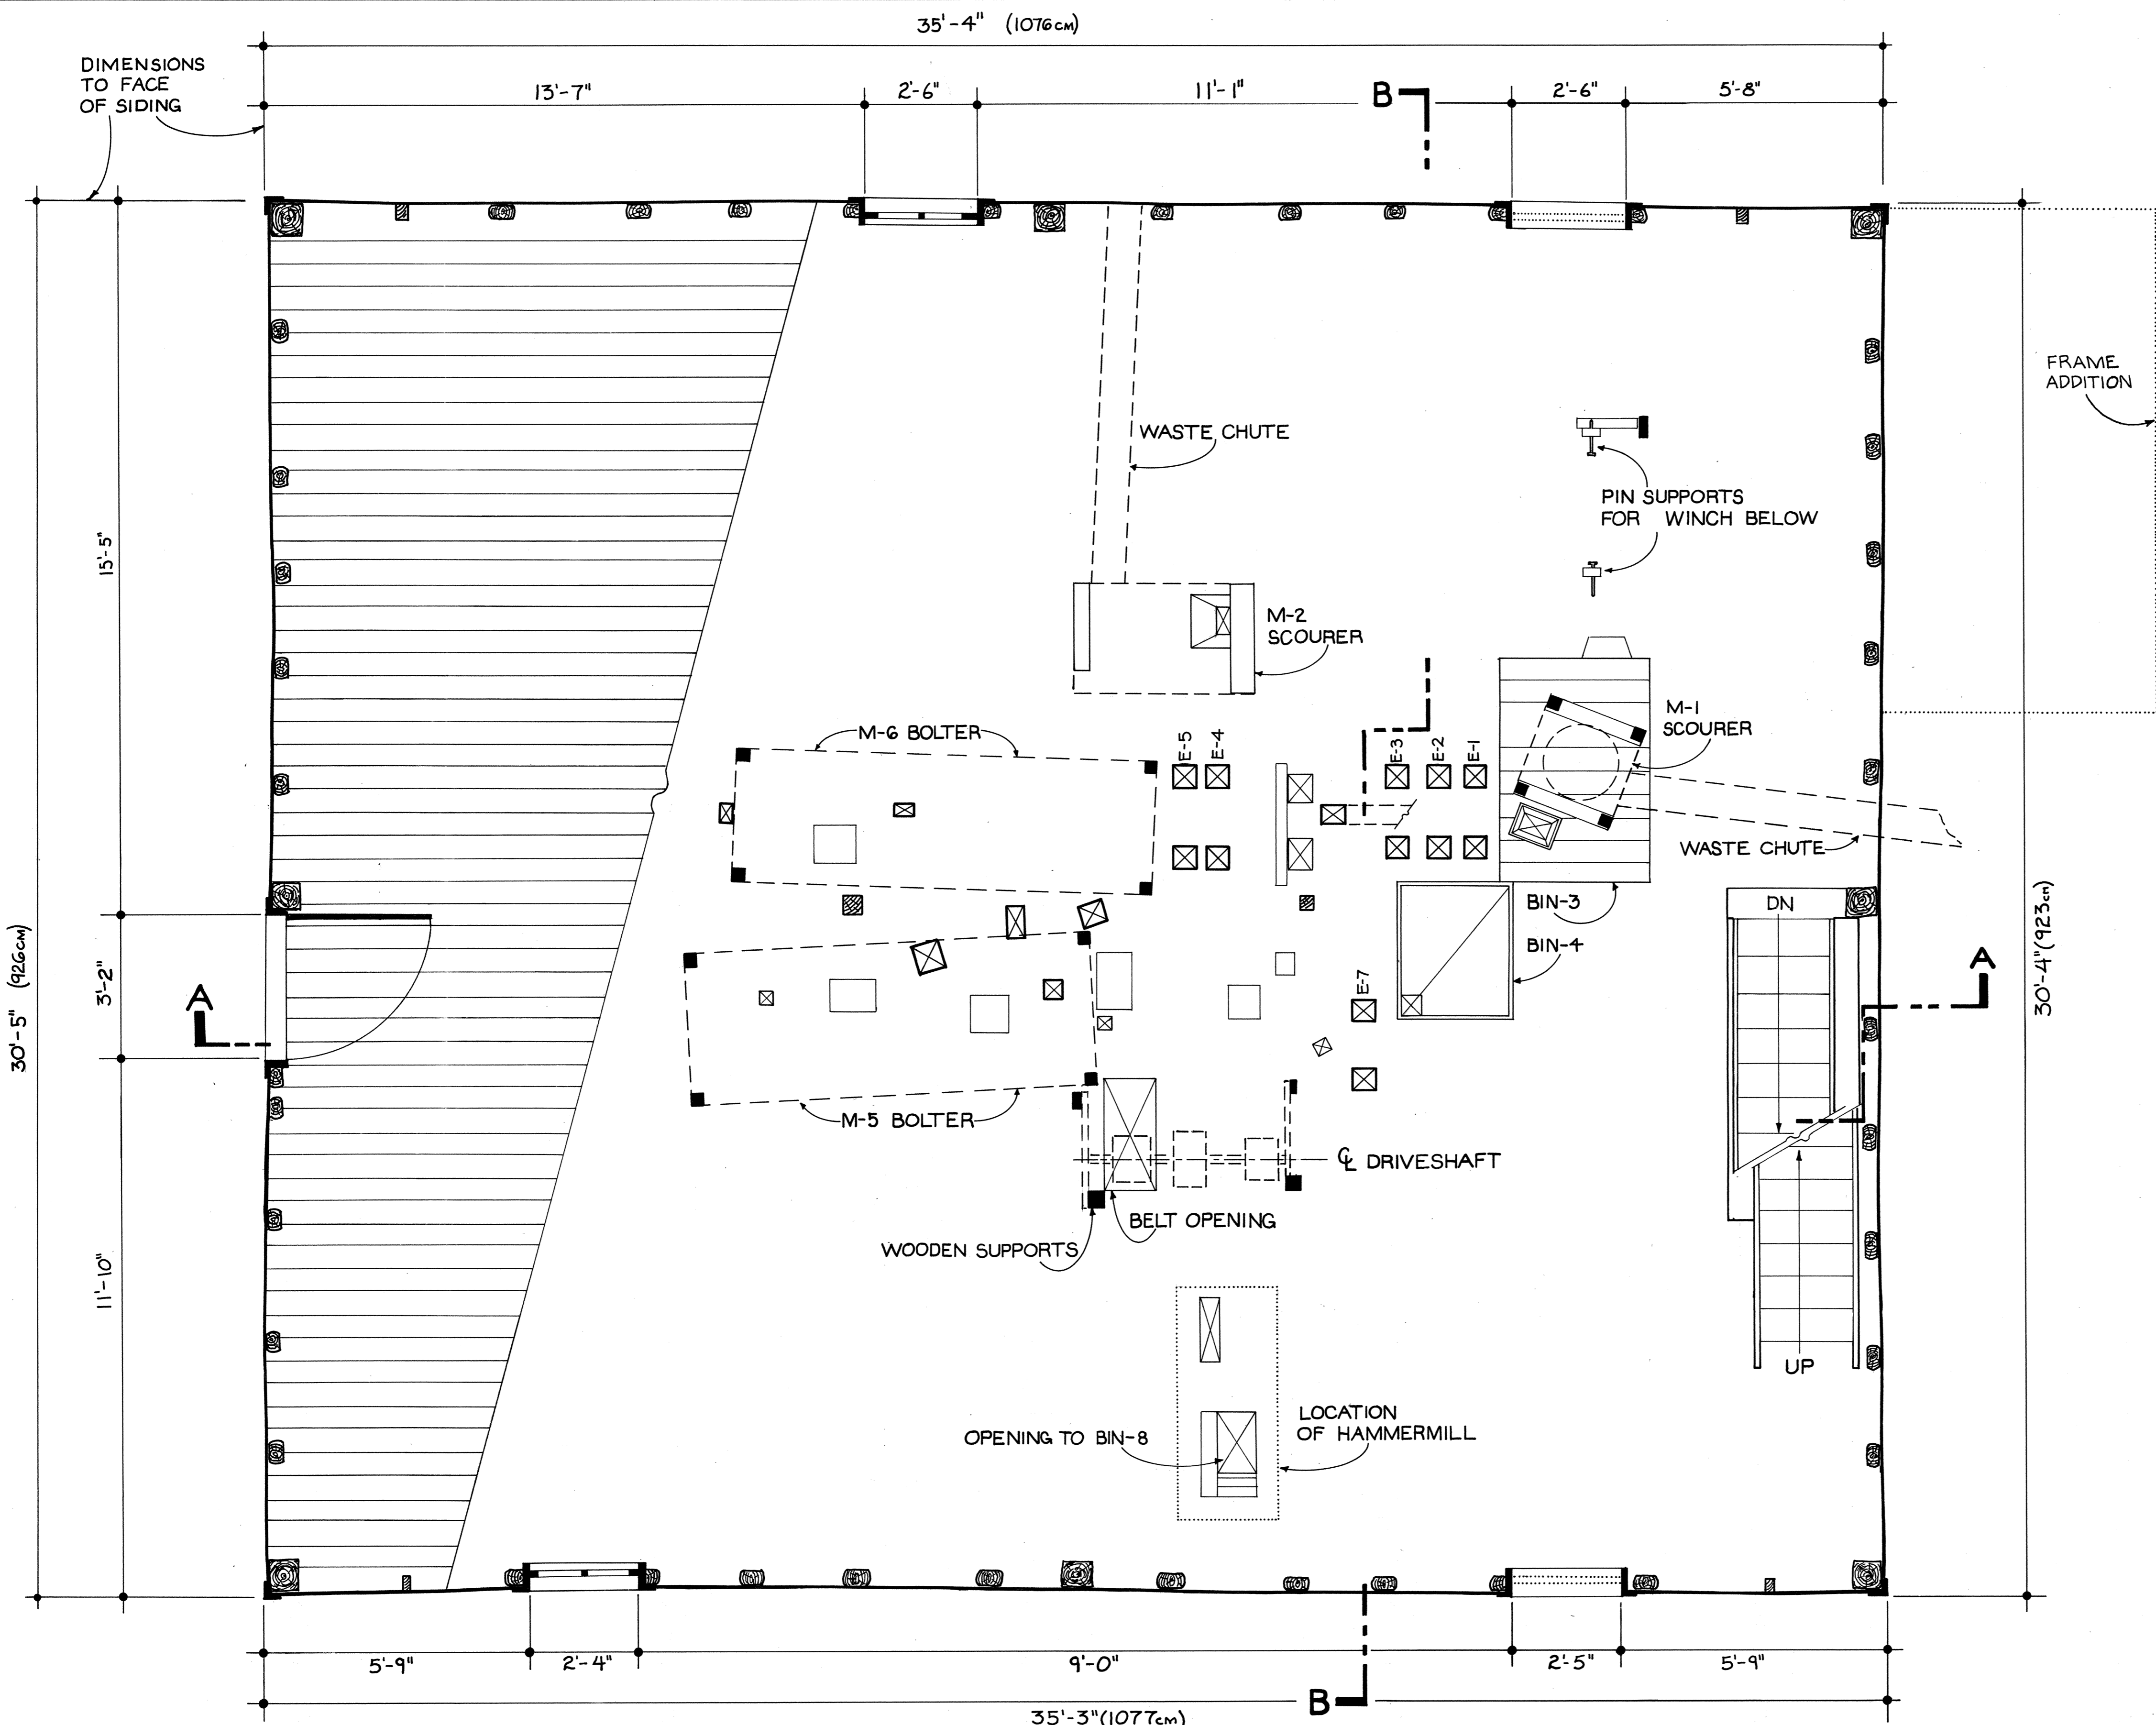 35'-4" (1076cm)
DIMENSIONS
TO FACE
OF SIDING
13'-7"
2'-6"
11'-1"
B
2'-6"
5'-8"
FRAME
ADDITION
WASTE CHUTE
PIN SUPPORTS
FOR WINCH BELOW
15'-5"
M-2
SCOURER
M-1
SCOURER
M-6 BOLTER
E-5
E-4
E-3
E-2
E-1
WASTE CHUTE
BIN-3
DN
BIN-4
30'-5" (926cm)
3'-2"
A
E-7
A
30'-4" (923cm)
M-5 BOLTER
℄ DRIVESHAFT
BELT OPENING
WOODEN SUPPORTS
11'-10"
UP
LOCATION
OF HAMMERMILL
OPENING TO BIN-8
5'-9"
2'-4"
9'-0"
2'-5"
5'-9"
B
35'-3" (1077cm)